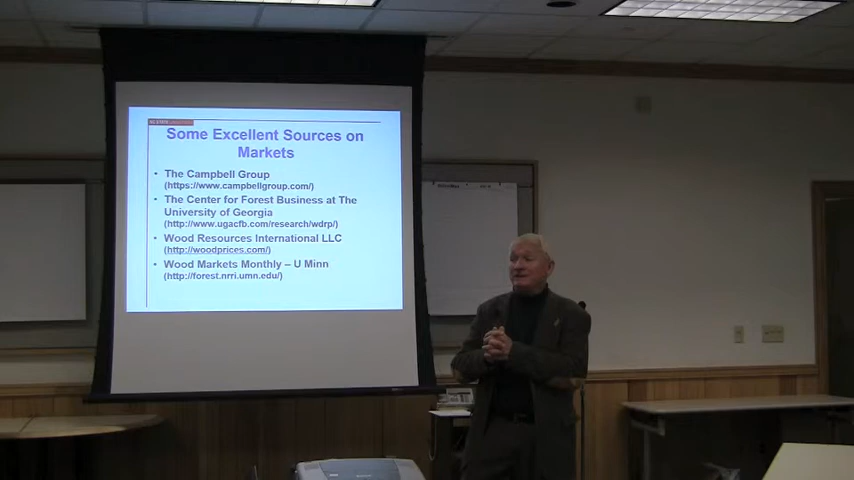 NC STATE
Some Excellent Sources on
Markets
• The Campbell Group
(https://www.campbellgroup.com/)
• The Center for Forest Business at The
University of Georgia
(http://www.ugacfb.com/research/wdrp/)
• Wood Resources International LLC
(http://woodprices.com/)
• Wood Markets Monthly – U Minn
(http://forest.nrri.umn.edu/)